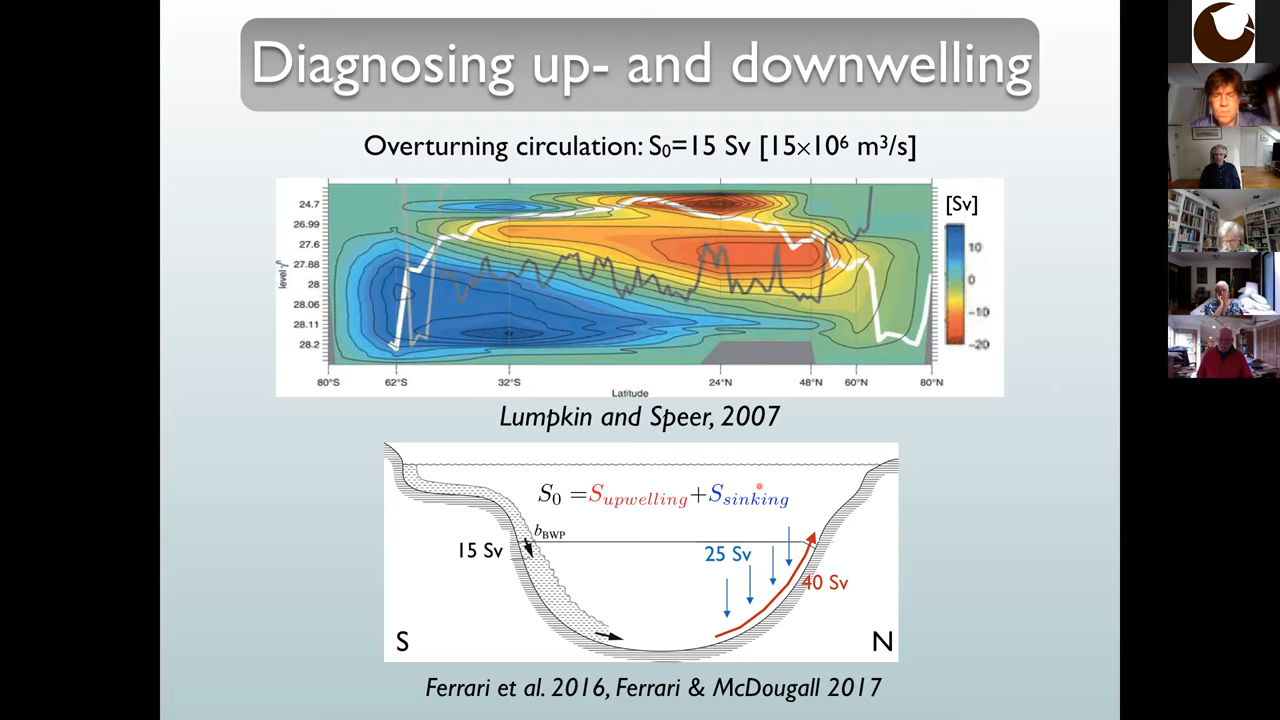 Diagnosing up- and downwelling
Overturning circulation: S₀=15 Sv [15×10⁶ m³/s]
[Sv]
24.7
26.99
27.6
27.88
28
28.06
28.11
28.2
level γⁿ
10
0
-10
-20
80°S 62°S 32°S 24°N 48°N 60°N 80°N
Latitude
Lumpkin and Speer, 2007
S₀ =Supwelling+Ssinking
bBWP
15 Sv
25 Sv
40 Sv
S
N
Ferrari et al. 2016, Ferrari & McDougall 2017